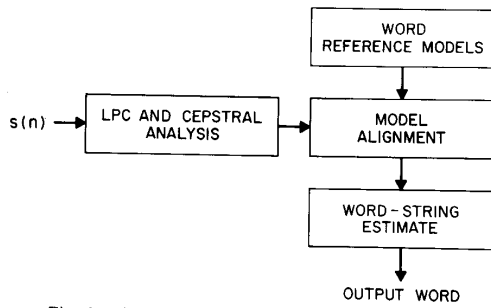 WORD
REFERENCE MODELS
s(n)
LPC AND CEPSTRAL
ANALYSIS
MODEL
ALIGNMENT
WORD-STRING
ESTIMATE
OUTPUT WORD